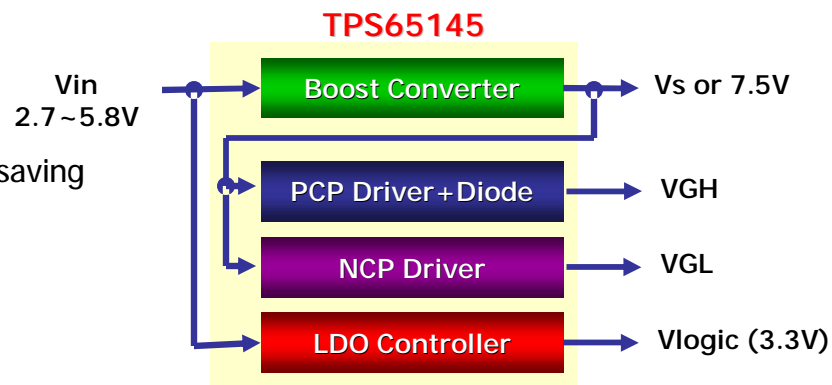 TPS65145
Vin
2.7~5.8V
saving
Boost Converter
Vs or 7.5V
PCP Driver+Diode
VGH
NCP Driver
VGL
LDO Controller
Vlogic (3.3V)